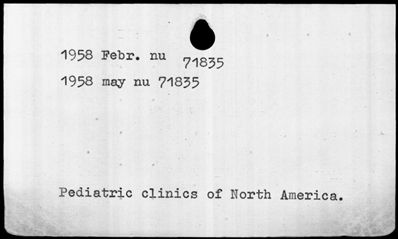 1958 Febr. nu 71835
1958 may nu 71835
Pediatric clinics of North America.